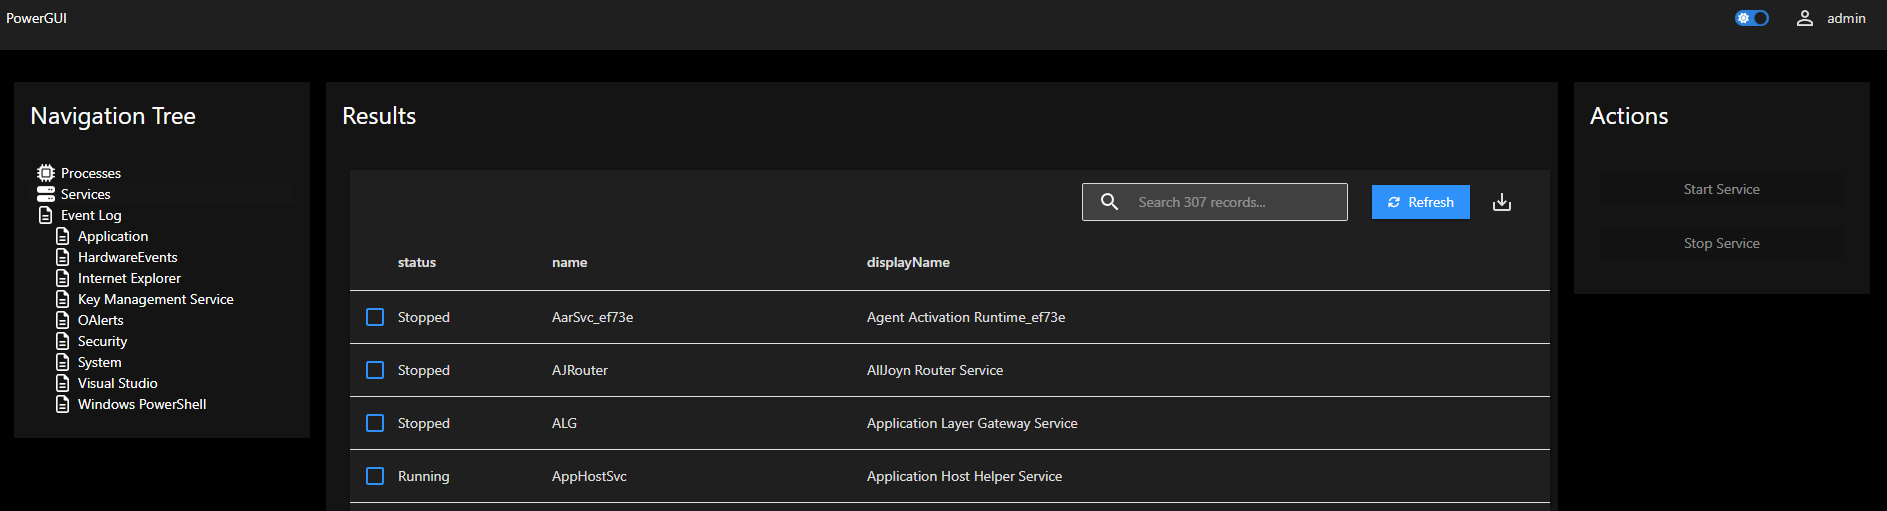 PowerGUI
admin
Navigation Tree
Processes
Services
Event Log
Application
HardwareEvents
Internet Explorer
Key Management Service
OAlerts
Security
System
Visual Studio
Windows PowerShell
Results
Search 307 records...
Refresh
status name displayName
Stopped AarSvc_ef73e Agent Activation Runtime_ef73e
Stopped AJRouter AllJoyn Router Service
Stopped ALG Application Layer Gateway Service
Running AppHostSvc Application Host Helper Service
Actions
Start Service
Stop Service